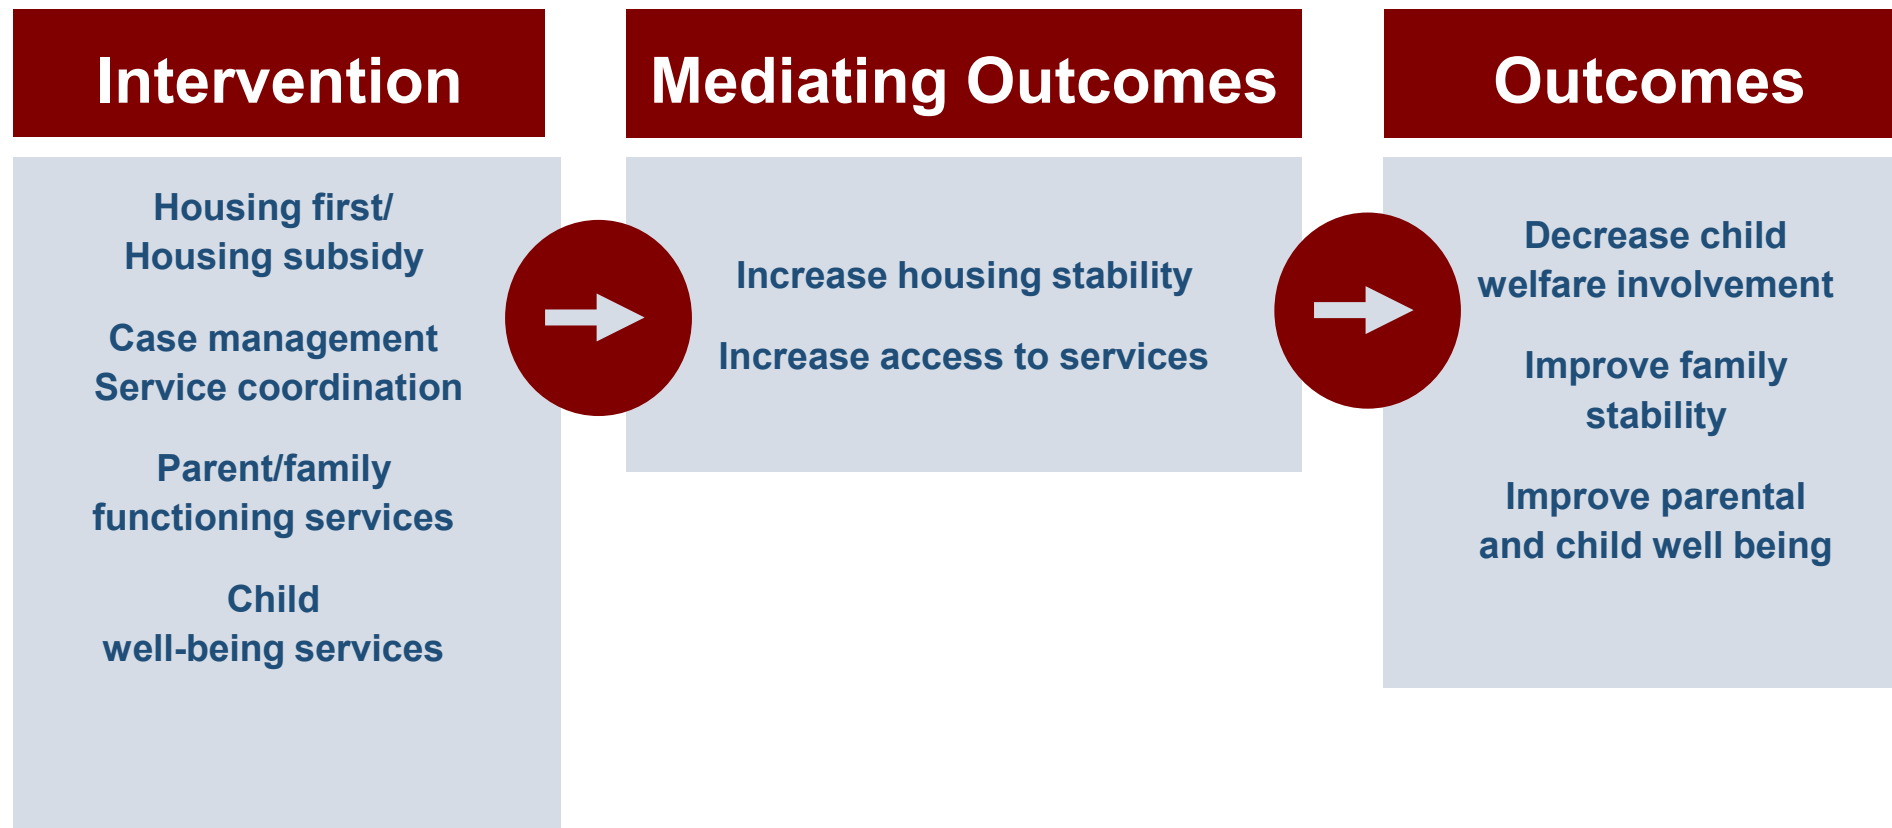 Intervention
Housing first/
Housing subsidy
Case management
Service coordination
Parent/family
functioning services
Child
well-being services
Mediating Outcomes
Increase housing stability
Increase access to services
Outcomes
Decrease child
welfare involvement
Improve family
stability
Improve parental
and child well being